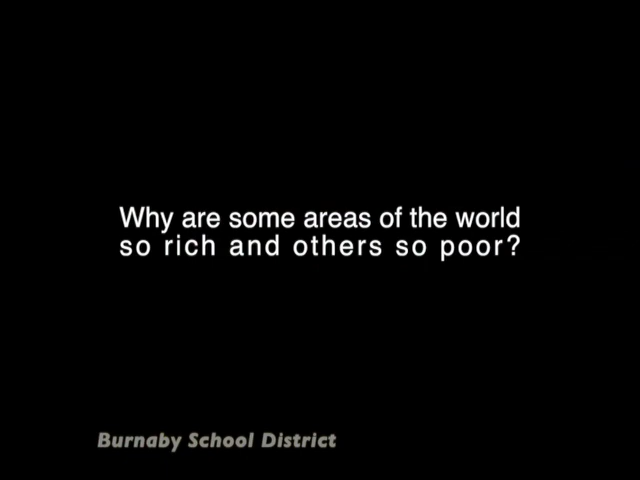 Why are some areas of the world
so rich and others so poor?
Burnaby School District